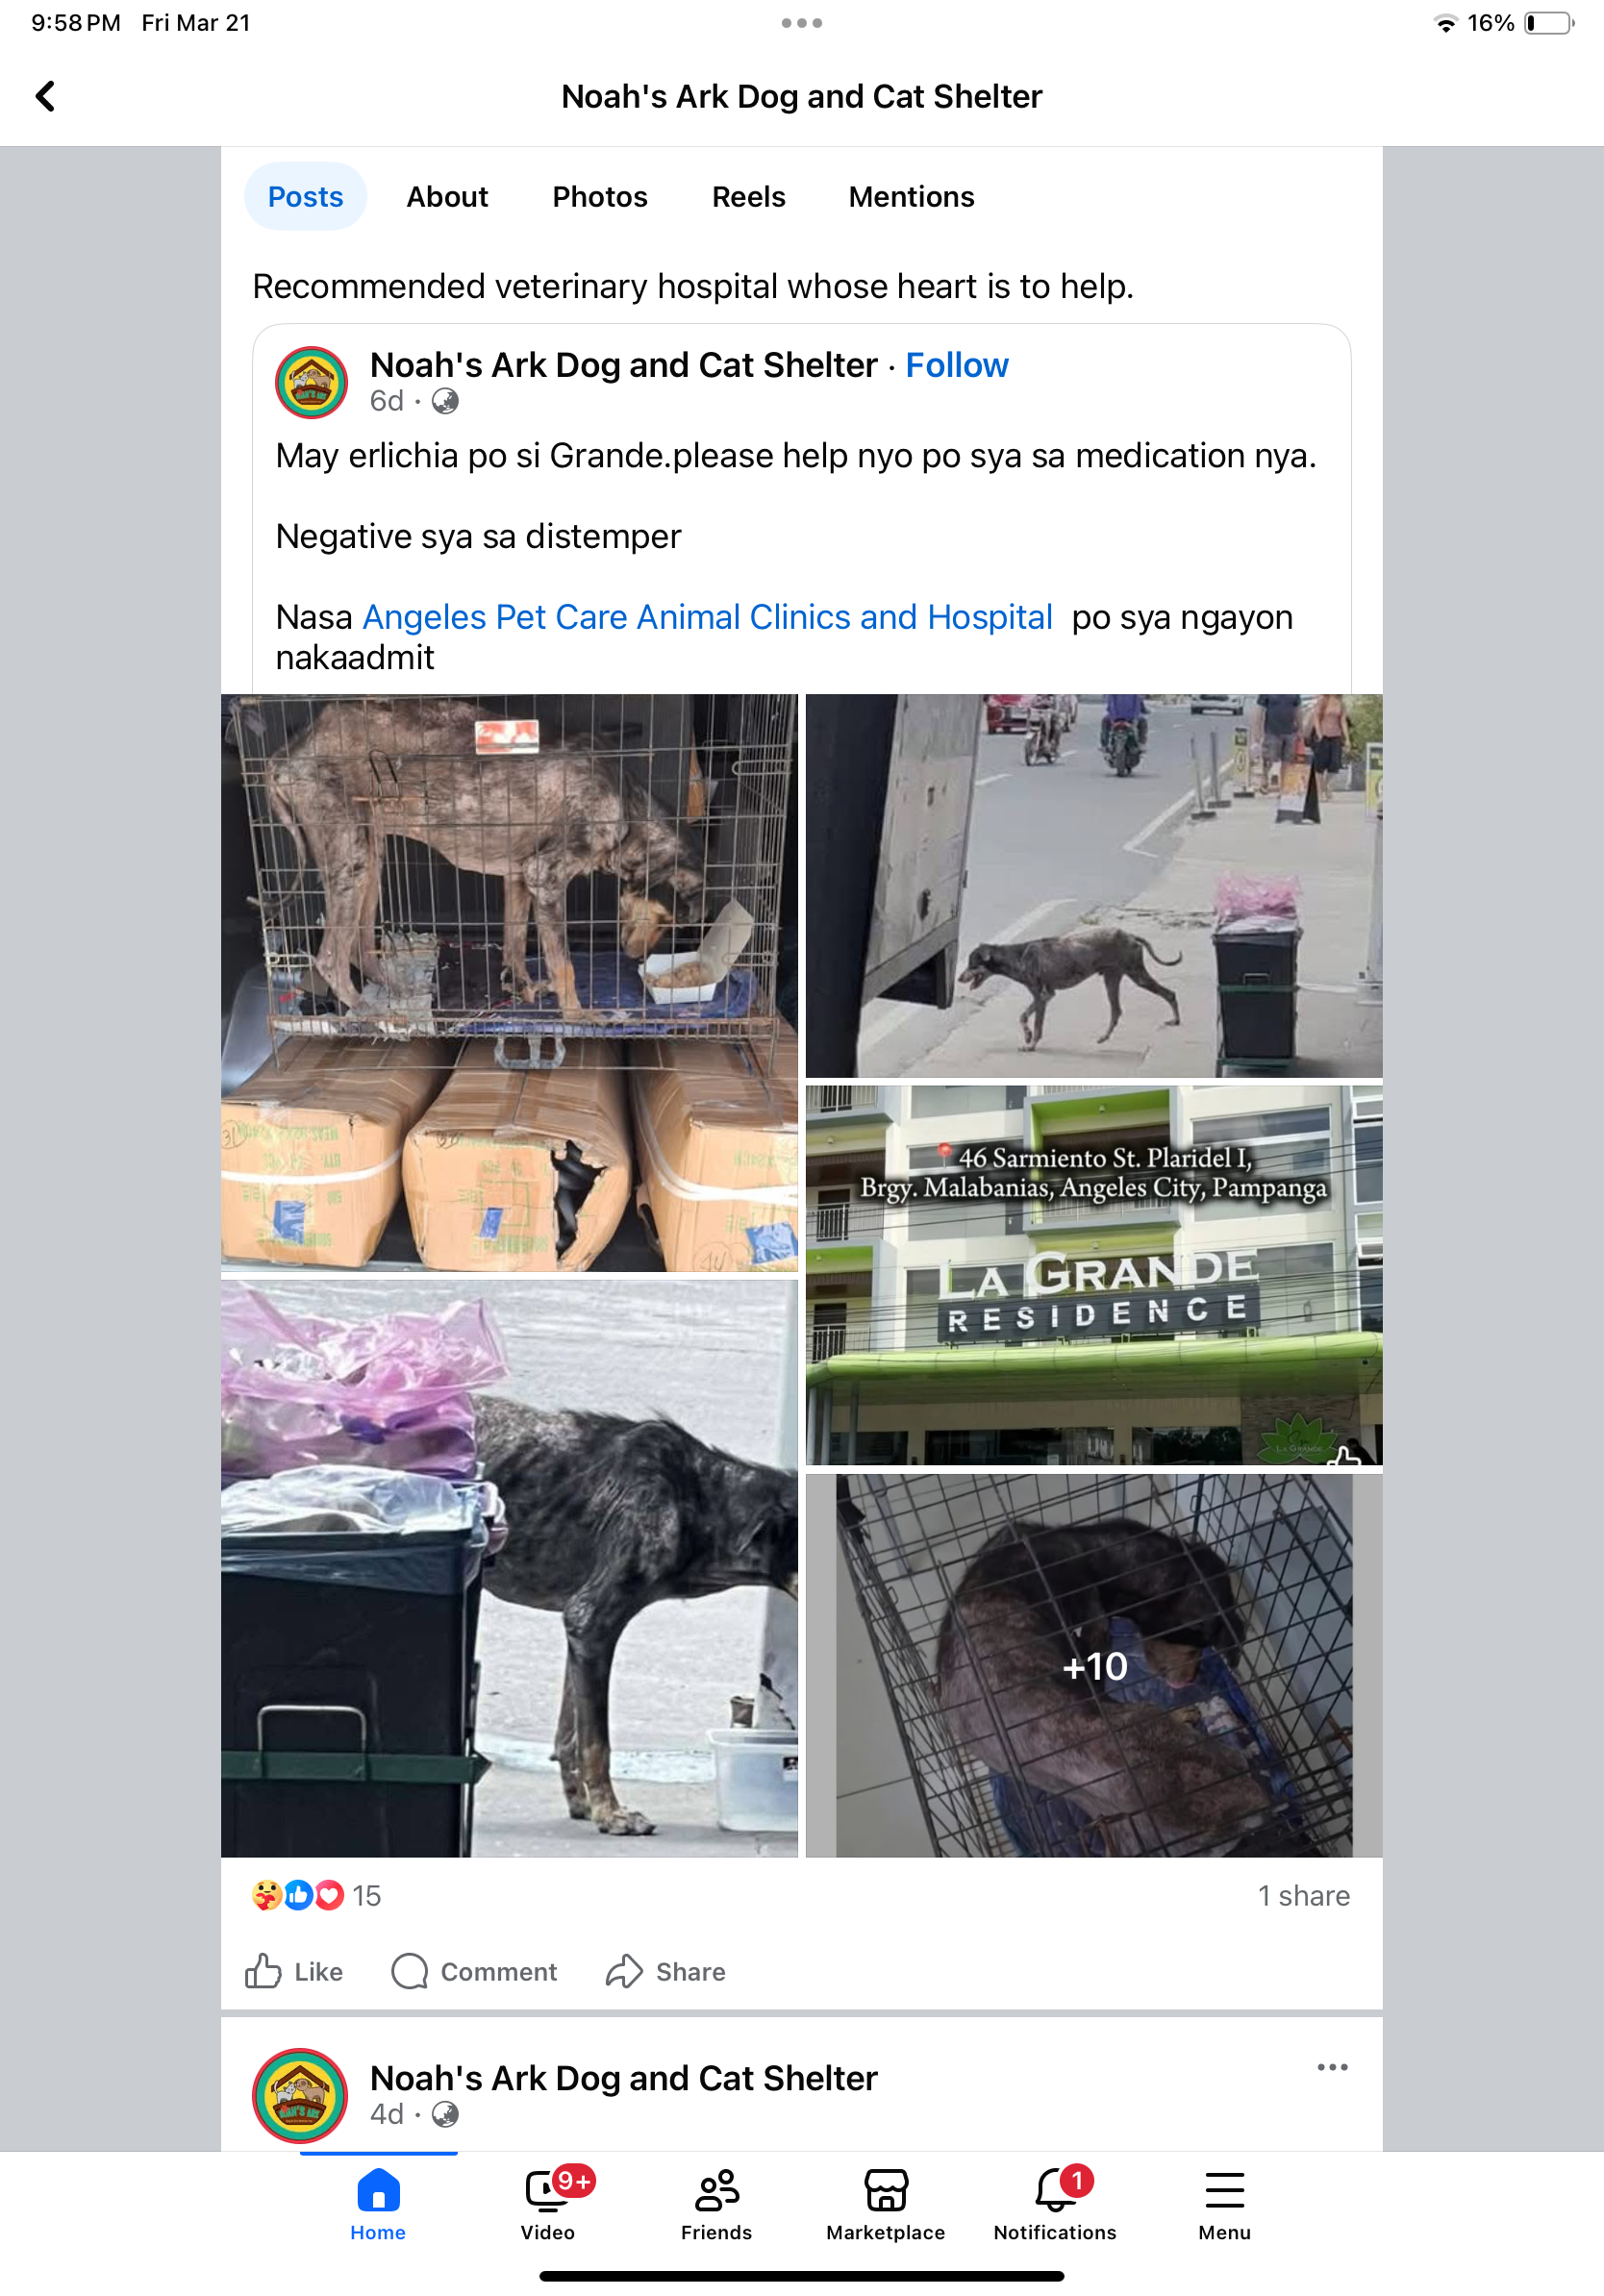 9:58 PM Fri Mar 21
16%
Noah's Ark Dog and Cat Shelter
Posts About Photos Reels Mentions
Recommended veterinary hospital whose heart is to help.
Noah's Ark Dog and Cat Shelter · Follow
6d ·
May erlichia po si Grande.please help nyo po sya sa medication nya.
Negative sya sa distemper
Nasa Angeles Pet Care Animal Clinics and Hospital po sya ngayon
nakaadmit
46 Sarmiento St. Plaridel I,
Brgy. Malabanias, Angeles City, Pampanga
LA GRANDE
RESIDENCE
LA GRANDE
+10
15
1 share
Like Comment Share
Noah's Ark Dog and Cat Shelter
4d ·
9+
1
Home Video Friends Marketplace Notifications Menu